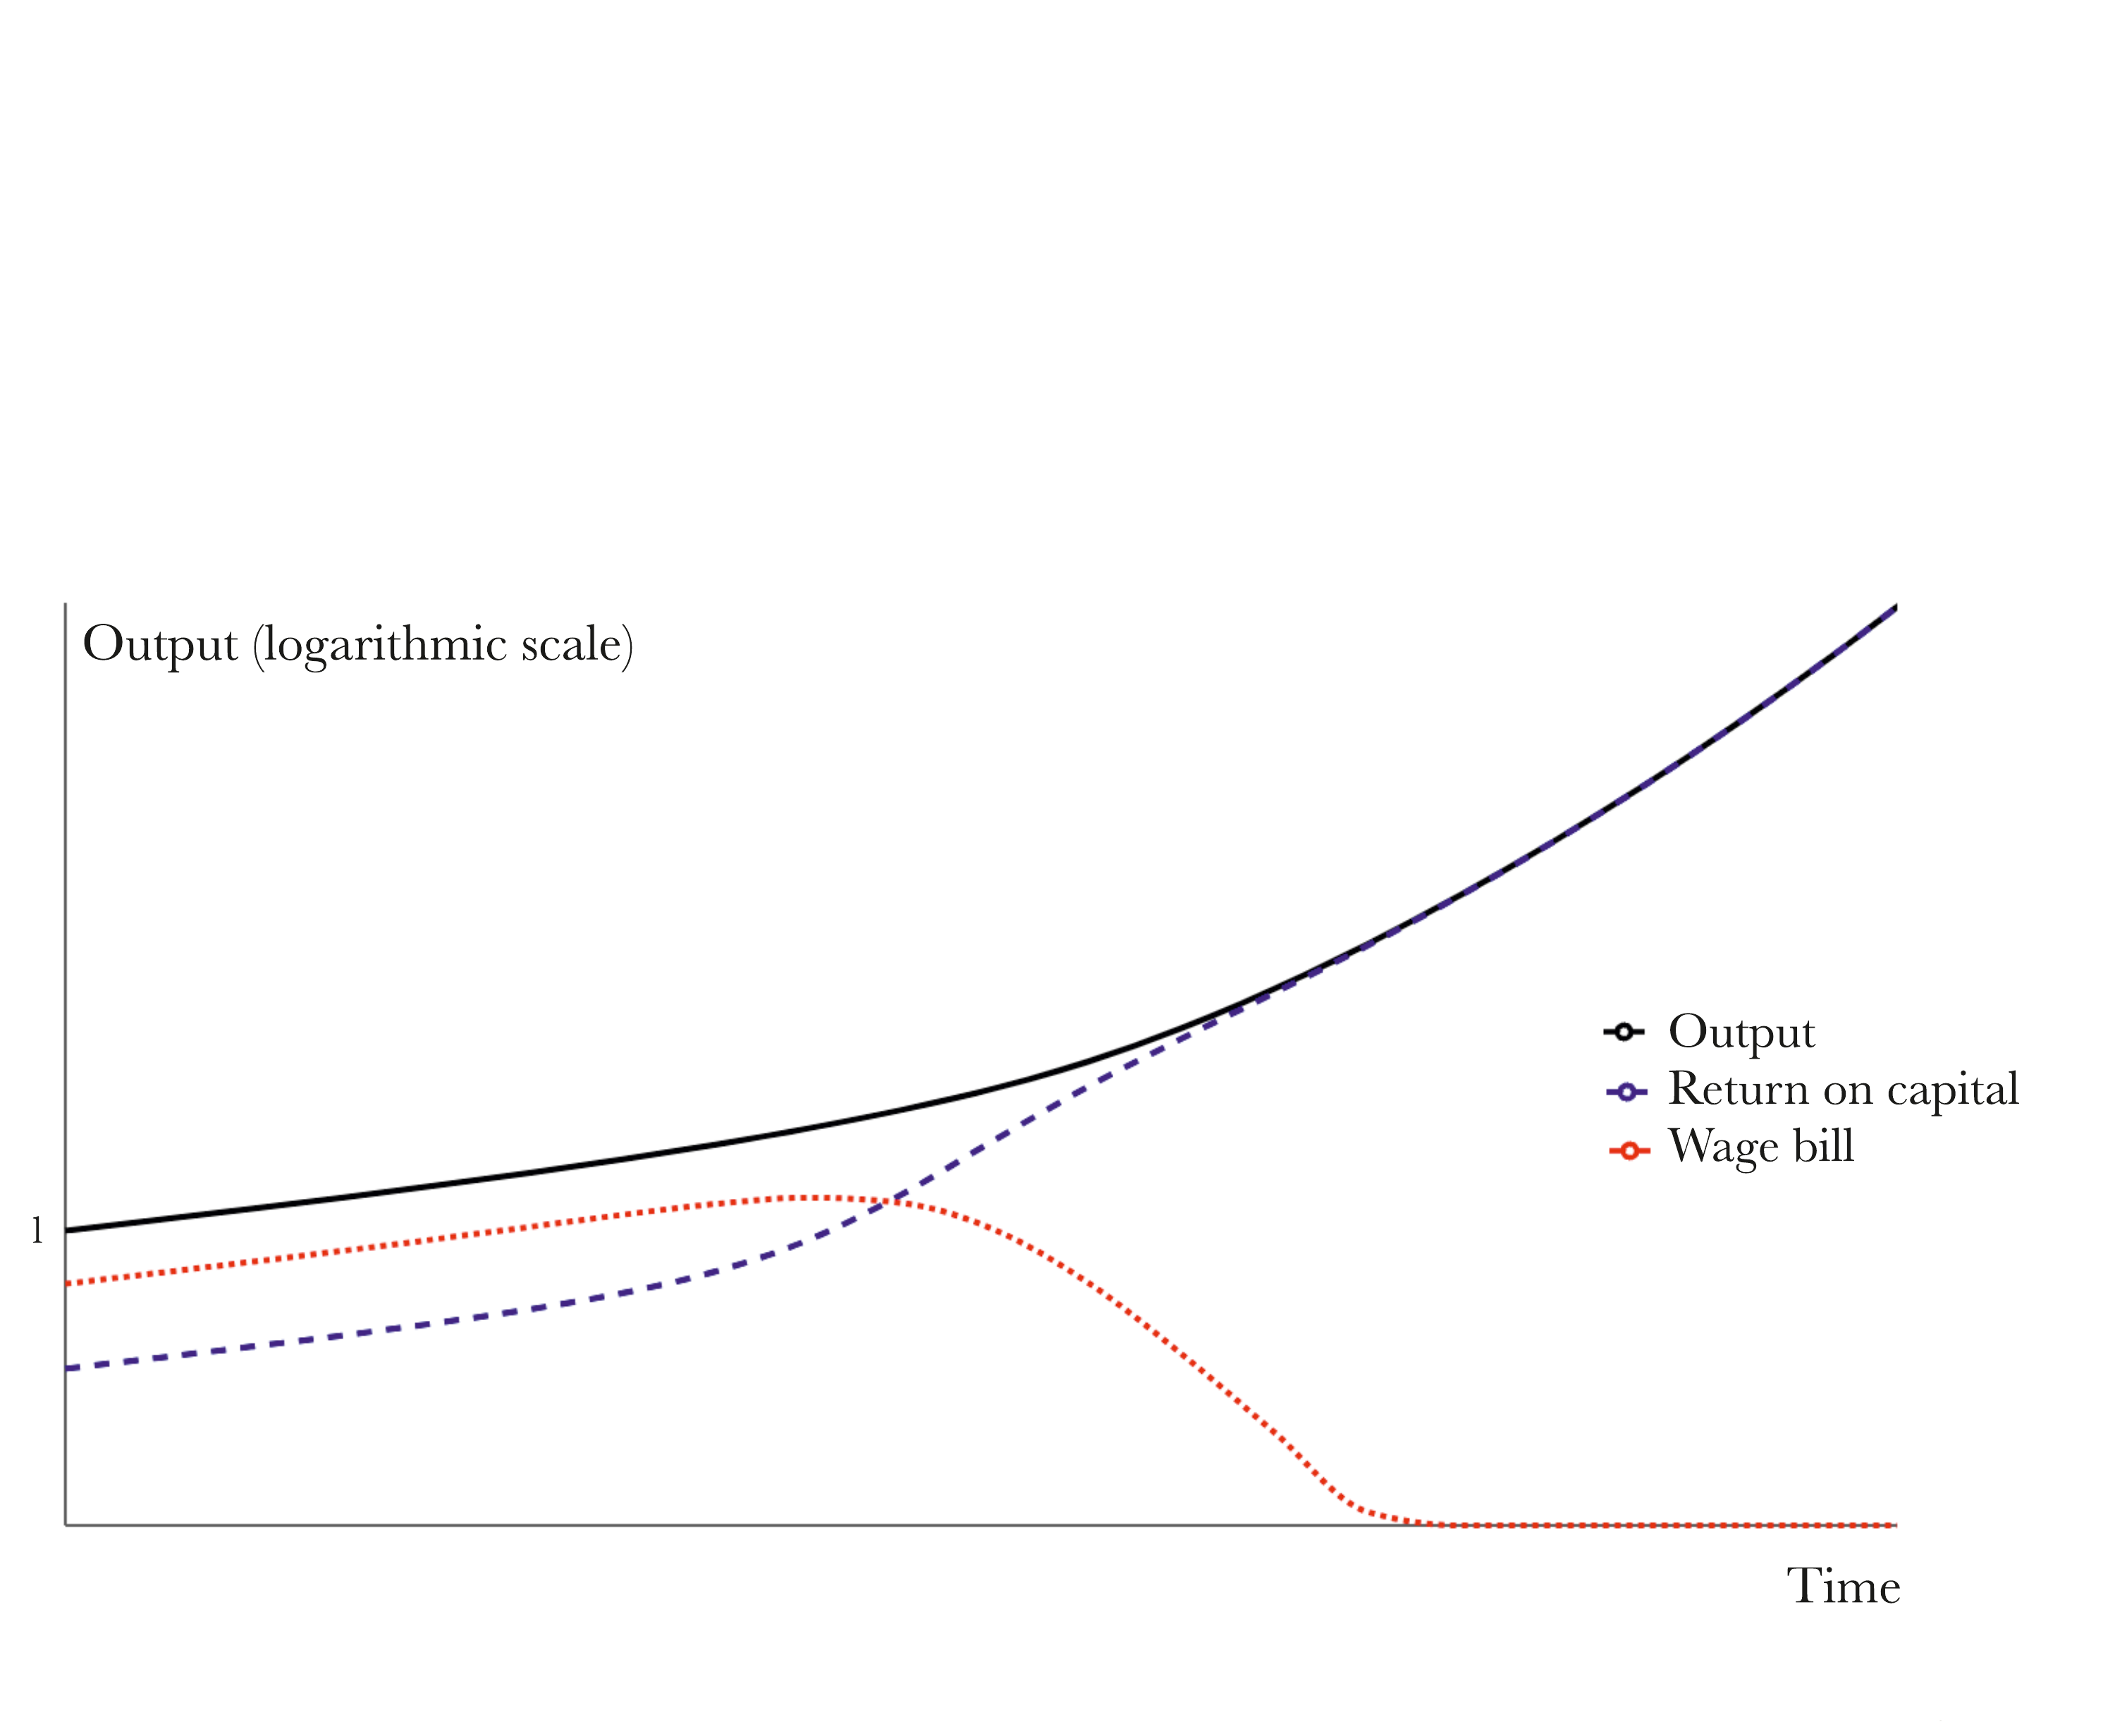 Output (logarithmic scale)
Output
Return on capital
Wage bill
1
Time